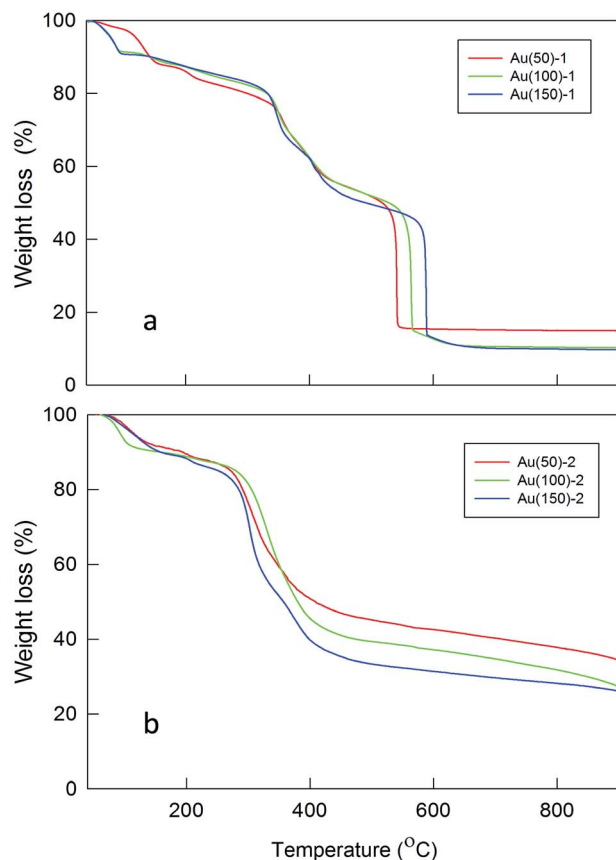 100
80
60
40
20
0
Weight loss (%)
Au(50)-1
Au(100)-1
Au(150)-1
a
100
80
60
40
20
0
Weight loss (%)
Au(50)-2
Au(100)-2
Au(150)-2
b
200 400 600 800
Temperature (°C)